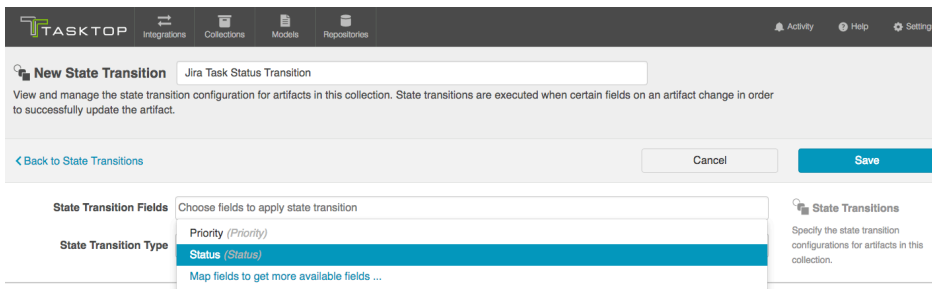 TASKTOP
Integrations
Collections
Models
Repositories
Activity
Help
Setting
New State Transition
Jira Task Status Transition
View and manage the state transition configuration for artifacts in this collection. State transitions are executed when certain fields on an artifact change in order
to successfully update the artifact.
Back to State Transitions
Cancel
Save
State Transition Fields
Choose fields to apply state transition
State Transitions
Priority (Priority)
Specify the state transition
State Transition Type
configurations for artifacts in this
Status (Status)
collection.
Map fields to get more available fields ...